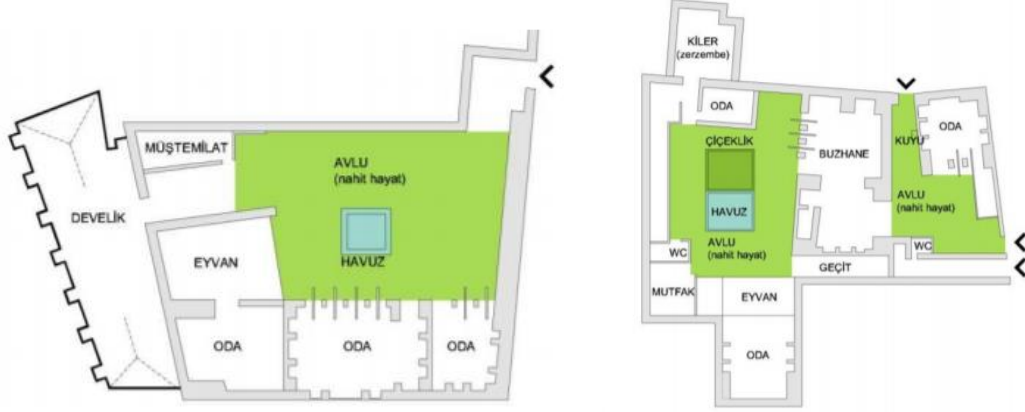 MÜŞTEMİLAT
AVLU
(nahit hayat)
DEVELİK
HAVUZ
EYVAN
ODA
ODA
ODA
KİLER
(zerzembe)
ODA
ÇİÇEKLİK
BUZHANE
KUYU
ODA
HAVUZ
AVLU
(nahit hayat)
AVLU
(nahit hayat)
WC
WC
GEÇİT
MUTFAK
EYVAN
ODA